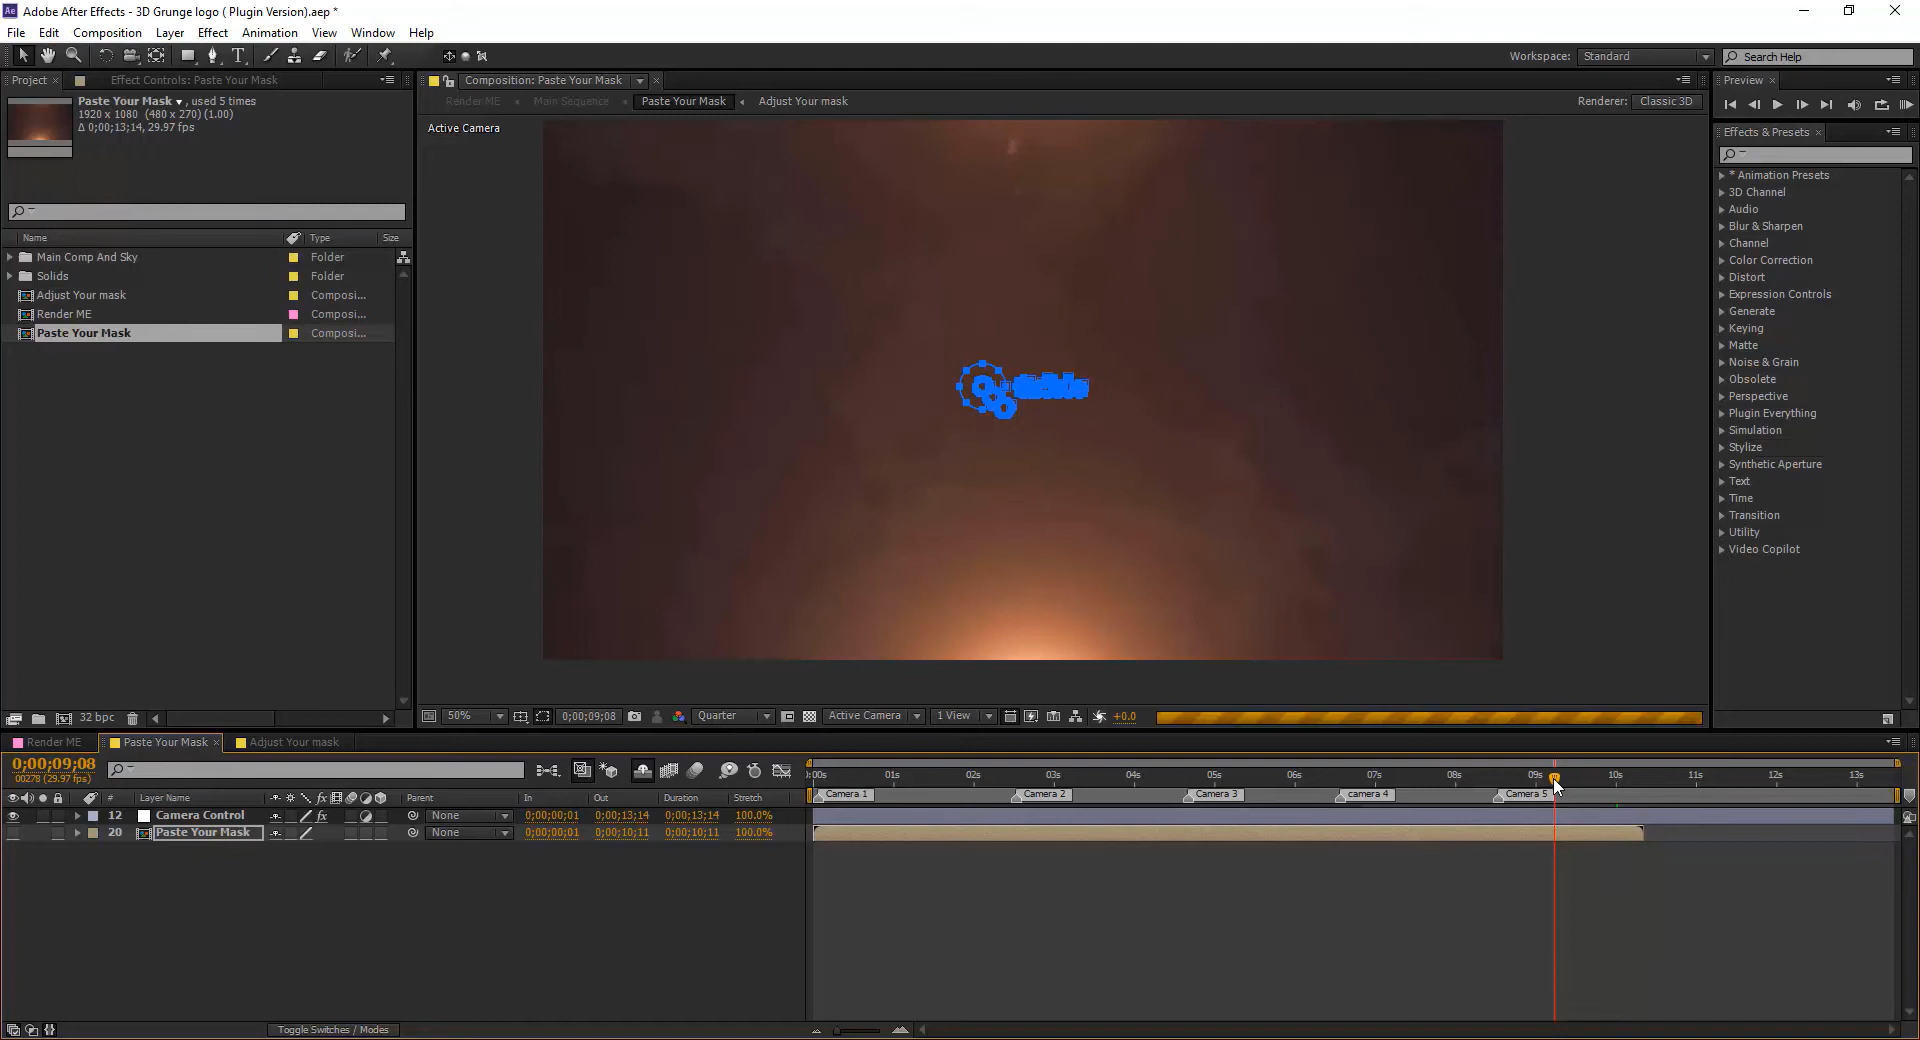 Adobe After Effects - 3D Grunge logo ( Plugin Version).aep *
File Edit Composition Layer Effect Animation View Window Help
Workspace: Standard Search Help
Project Effect Controls: Paste Your Mask Composition: Paste Your Mask Preview
Paste Your Mask , used 5 times
1920 x 1080 (480 x 270) (1.00)
Δ 0;00;13;14, 29.97 fps
Render ME Main Sequence Paste Your Mask Adjust Your mask Renderer: Classic 3D
Active Camera
Effects & Presets
* Animation Presets
3D Channel
Audio
Blur & Sharpen
Channel
Color Correction
Distort
Expression Controls
Generate
Keying
Matte
Noise & Grain
Obsolete
Perspective
Plugin Everything
Simulation
Stylize
Synthetic Aperture
Text
Time
Transition
Utility
Video Copilot
Name Type Size
Main Comp And Sky Folder
Solids Folder
Adjust Your mask Composi...
Render ME Composi...
Paste Your Mask Composi...
32 bpc
50% 0;00;09;08 Quarter Active Camera 1 View +0.0
Render ME Paste Your Mask Adjust Your mask
0;00;09;08
00278 (29.97 fps)
:00s 01s 02s 03s 04s 05s 06s 07s 08s 09s 10s 11s 12s 13s
Camera 1 Camera 2 Camera 3 camera 4 Camera 5
# Layer Name fx Parent In Out Duration Stretch
12 Camera Control fx None 0;00;00;01 0;00;13;14 0;00;13;14 100.0%
20 Paste Your Mask None 0;00;00;01 0;00;10;11 0;00;10;11 100.0%
Toggle Switches / Modes